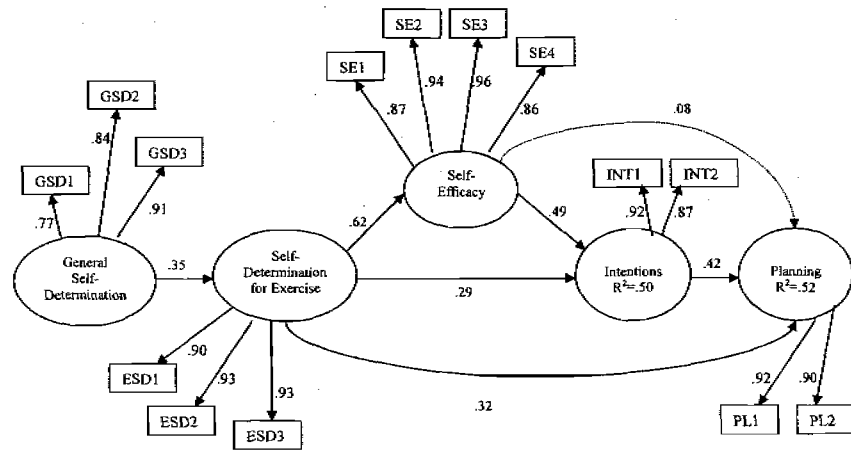 SE2
SE3
SE1
SE4
GSD2
.94
.96
.87
.86
.08
.84
GSD3
GSD1
INT1
INT2
Self-
Efficacy
.91
.77
.62
.49
.92
.87
General
Self-
Determination
.35
Self-
Determination
for Exercise
.29
Intentions
R²=.50
.42
Planning
R²=.52
.90
.93
.93
ESD1
ESD2
ESD3
.32
.92
.90
PL1
PL2